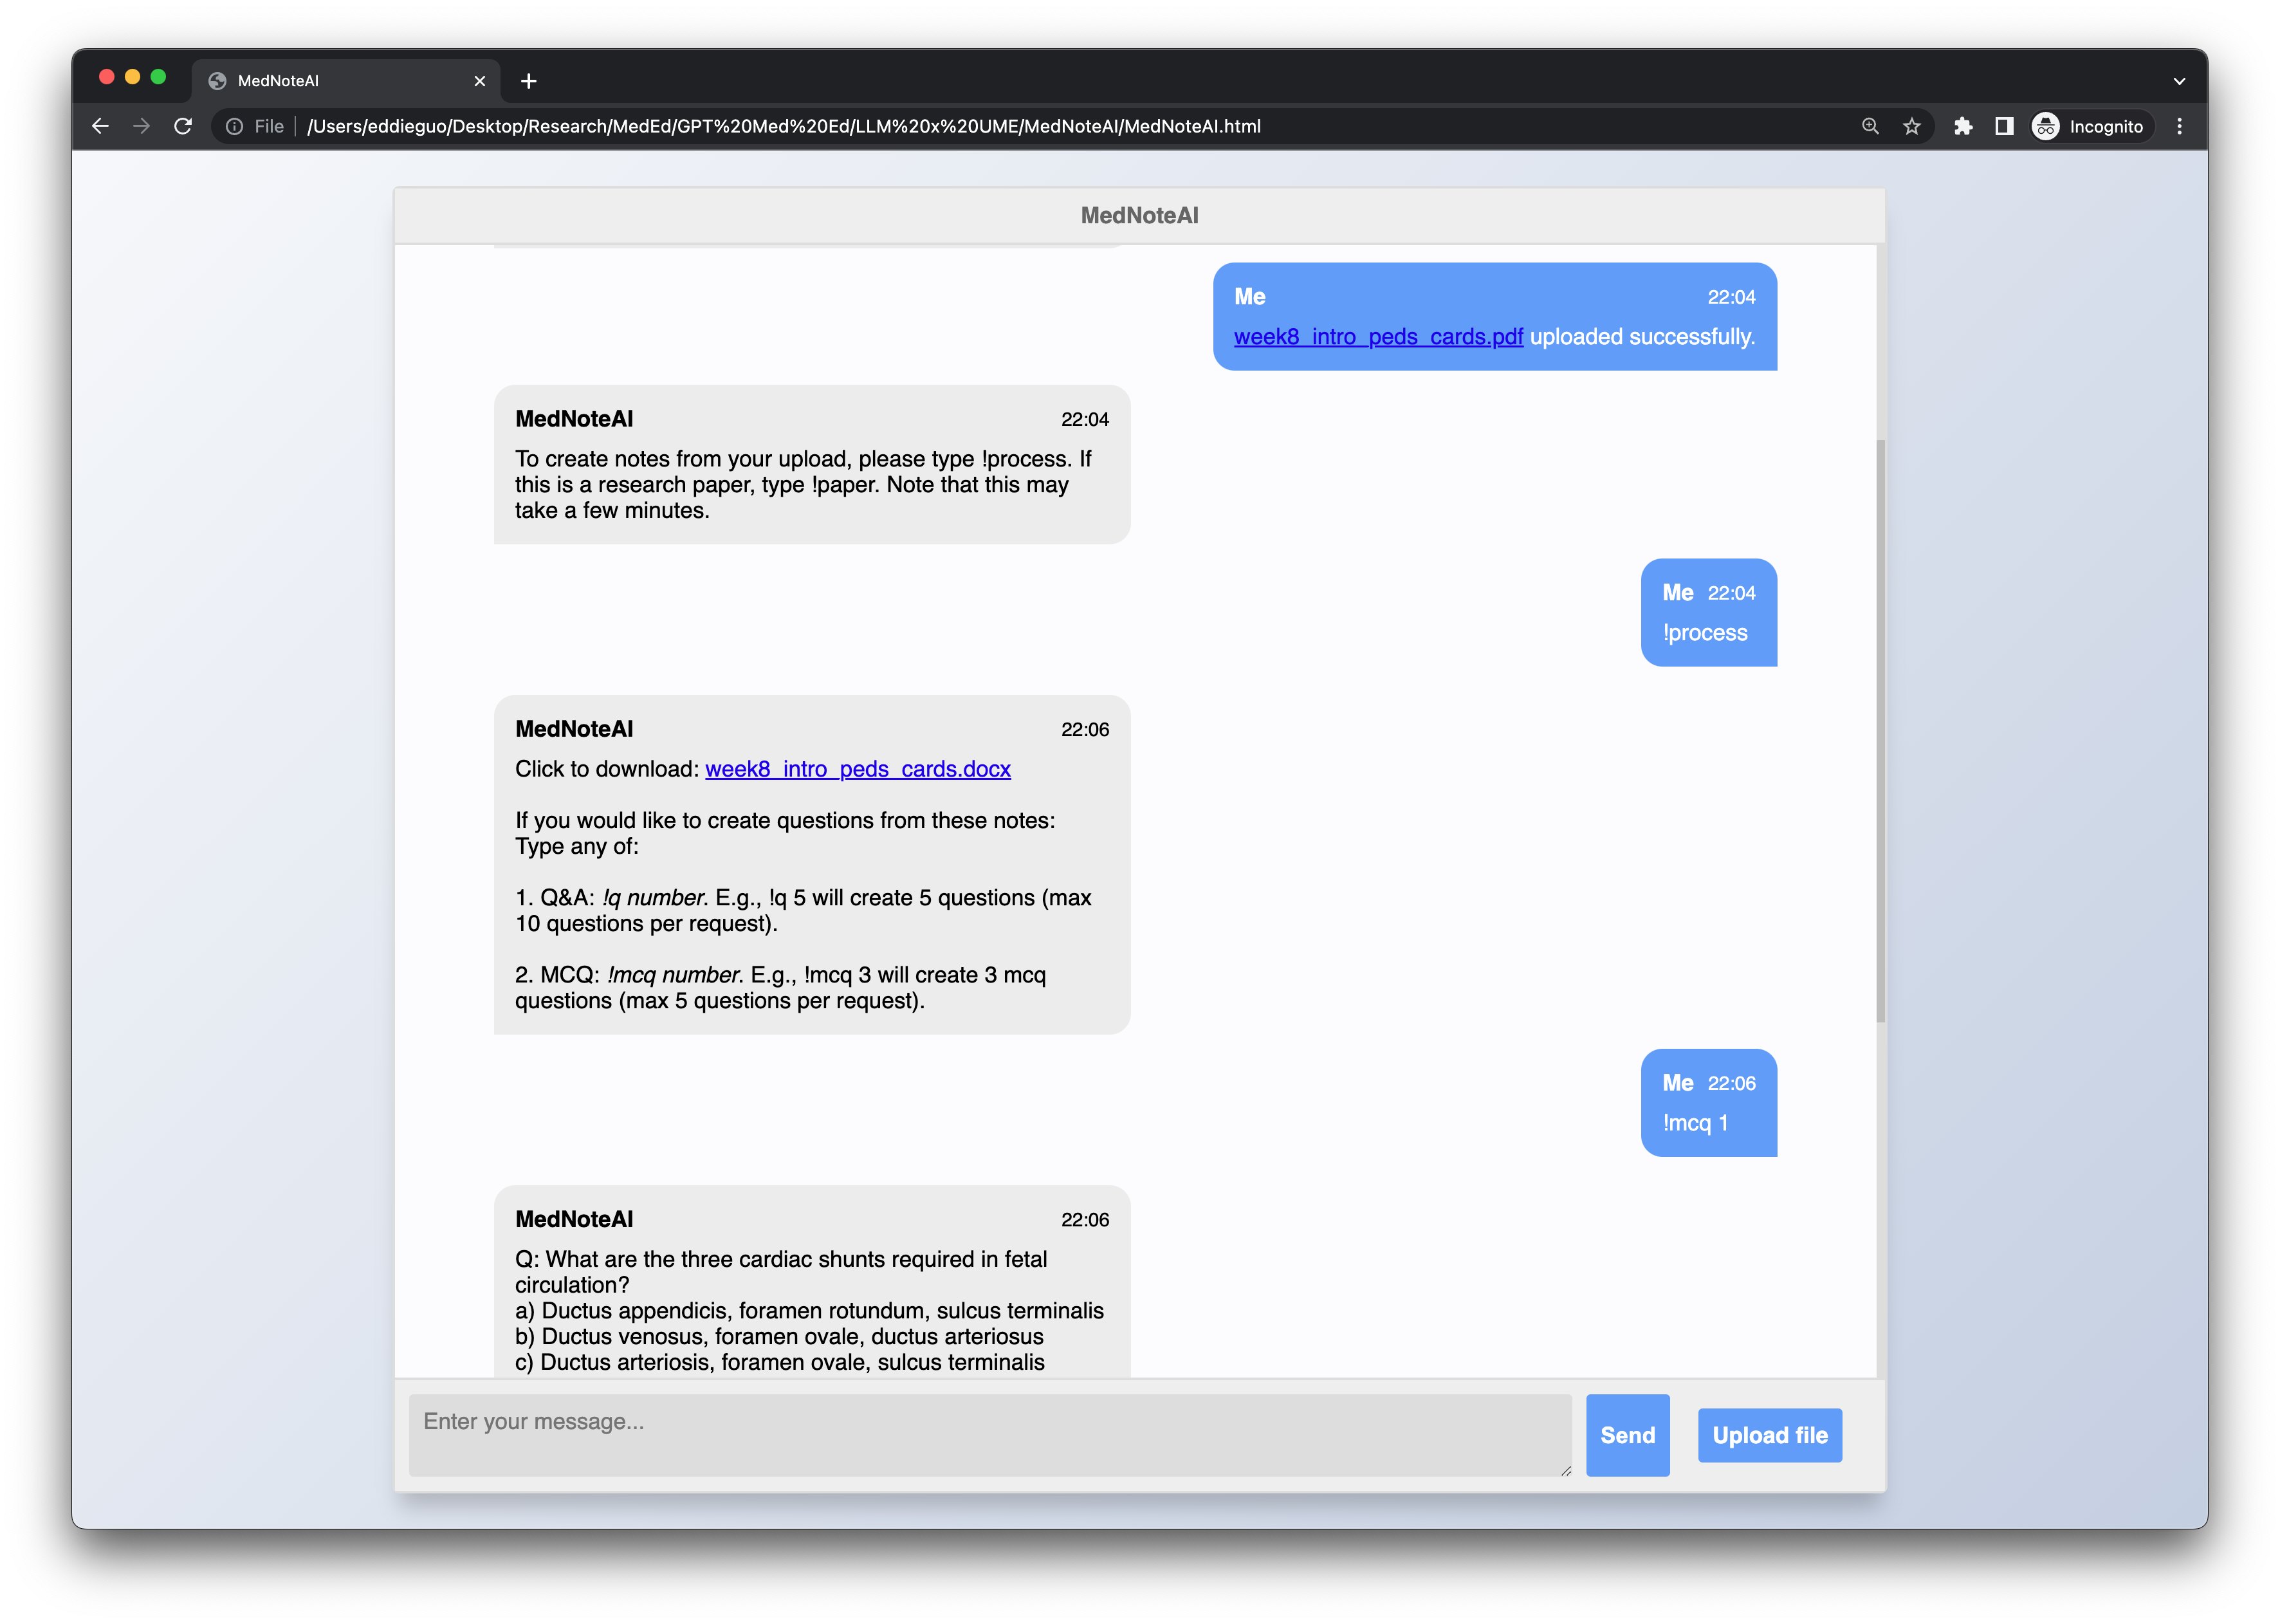 MedNoteAI
File
/Users/eddieguo/Desktop/Research/MedEd/GPT%20Med%20Ed/LLM%20x%20UME/MedNoteAI/MedNoteAI.html
Incognito
MedNoteAI
Me 22:04
week8_intro_peds_cards.pdf uploaded successfully.
MedNoteAI 22:04
To create notes from your upload, please type !process. If
this is a research paper, type !paper. Note that this may
take a few minutes.
Me 22:04
!process
MedNoteAI 22:06
Click to download: week8_intro_peds_cards.docx
If you would like to create questions from these notes:
Type any of:
1. Q&A: !q number. E.g., !q 5 will create 5 questions (max
10 questions per request).
2. MCQ: !mcq number. E.g., !mcq 3 will create 3 mcq
questions (max 5 questions per request).
Me 22:06
!mcq 1
MedNoteAI 22:06
Q: What are the three cardiac shunts required in fetal
circulation?
a) Ductus appendicis, foramen rotundum, sulcus terminalis
b) Ductus venosus, foramen ovale, ductus arteriosus
c) Ductus arteriosis, foramen ovale, sulcus terminalis
Enter your message...
Send
Upload file